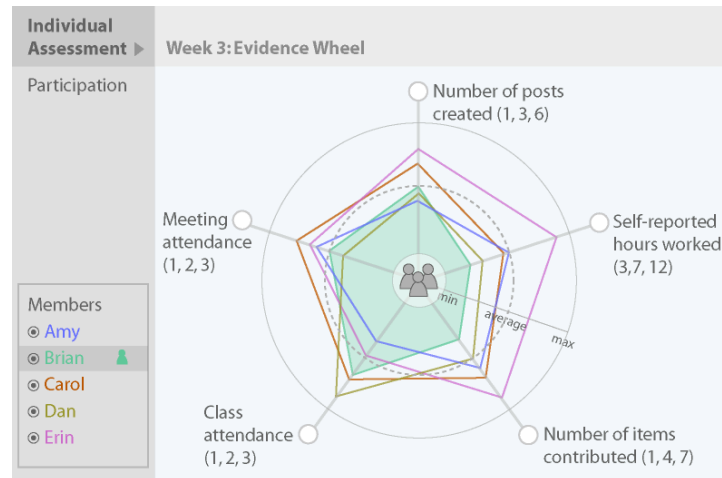 Individual
Assessment
Week 3: Evidence Wheel
Participation
Number of posts
created (1, 3, 6)
Meeting
attendance
(1, 2, 3)
Self-reported
hours worked
(3,7, 12)
min
average
max
Members
Amy
Brian
Carol
Dan
Erin
Class
attendance
(1, 2, 3)
Number of items
contributed (1, 4, 7)